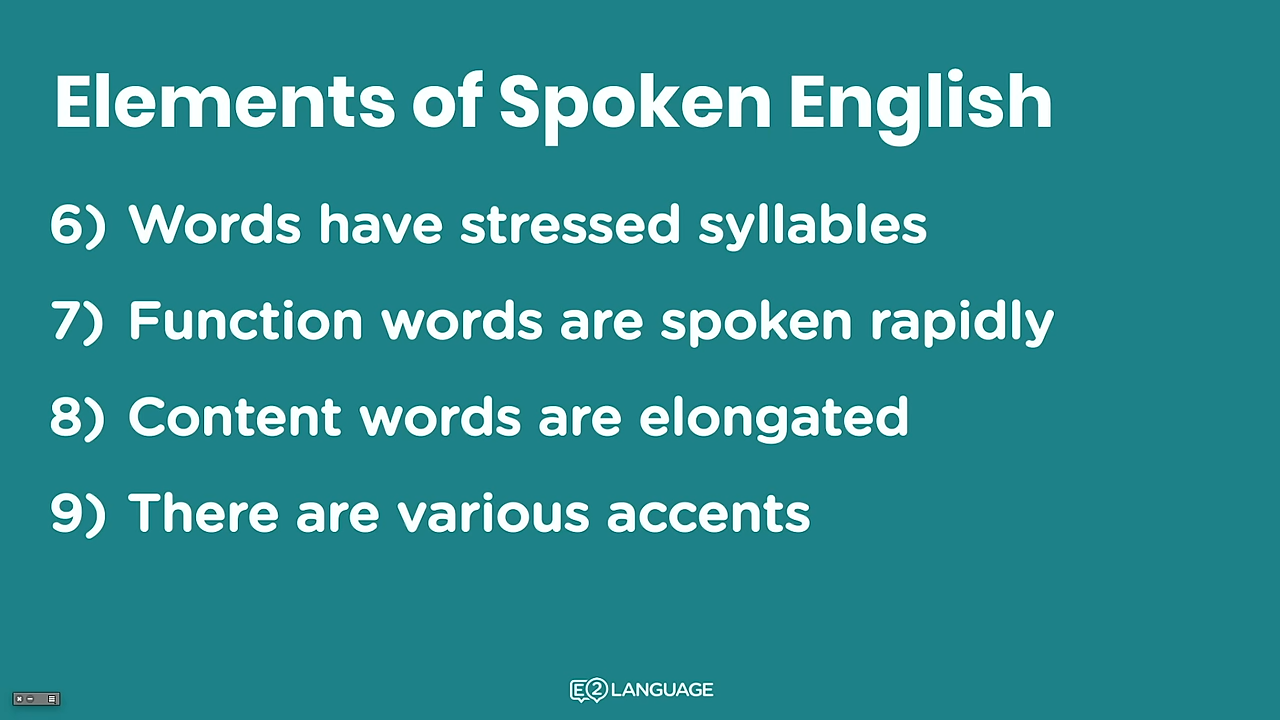 Elements of Spoken English
6) Words have stressed syllables
7) Function words are spoken rapidly
8) Content words are elongated
9) There are various accents
E2 LANGUAGE